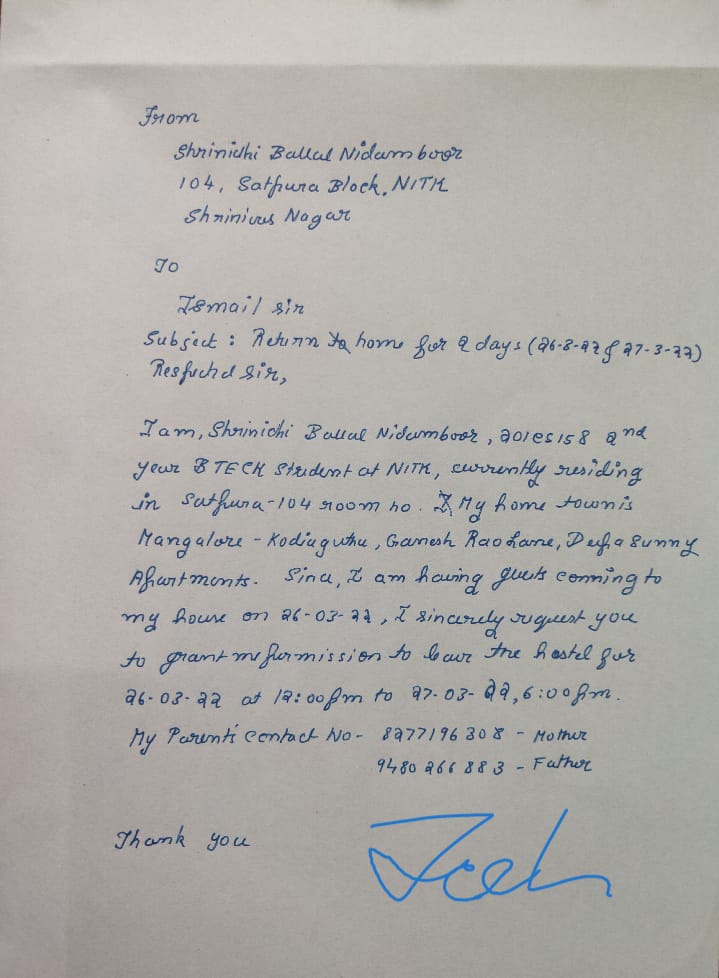 From
Shrinidhi Ballal Nidamboor
104, Satpura Block, NITK
Shrinivas Nagar
To
Ismail sir
Subject : Return to home for 2 days (26-3-22 & 27-3-22)
Respected Sir,
I am, Shrinidhi Ballal Nidamboor, 201ES158 2nd
year BTECK Student at NITK, currently residing
in Satpura-104 room no. My home town is
Mangalore - Kodiaguthu, Ganesh Rao Lane, Deepa Sunny
Apartments. Since, I am having guests comming to
my house on 26-03-22, I sincerely request you
to grant me permission to leave the hostel for
26-03-22 at 12:00pm to 27-03-22, 6:00pm.
My Parent's contact No- 8277196308 - Mother
9480266883 - Father
Thank you